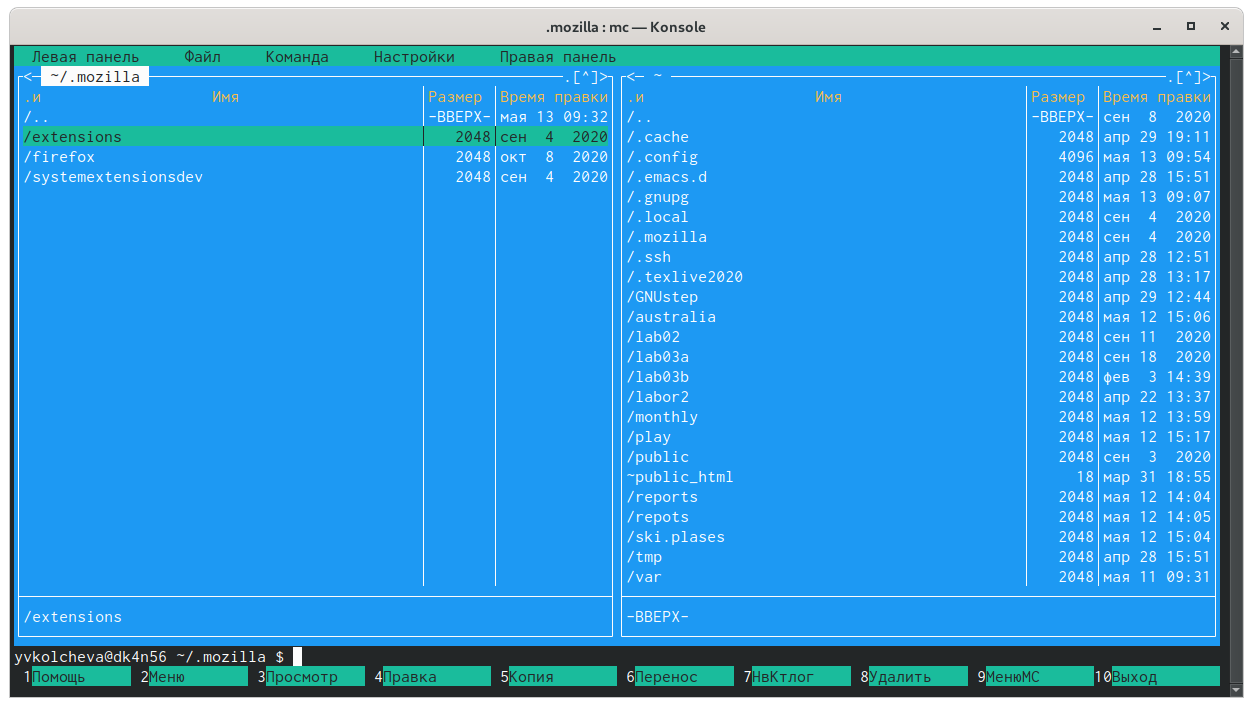 .mozilla : mc — Konsole
Левая панель Файл Команда Настройки Правая панель
<— ~/.mozilla .[^]> <— ~ .[^]>
.и Имя Размер Время правки .и Имя Размер Время правки
/.. -ВВЕРХ- мая 13 09:32 /.. -ВВЕРХ- сен 8 2020
/extensions 2048 сен 4 2020 /.cache 2048 апр 29 19:11
/firefox 2048 окт 8 2020 /.config 4096 мая 13 09:54
/systemextensionsdev 2048 сен 4 2020 /.emacs.d 2048 апр 28 15:51
/.gnupg 2048 мая 13 09:07
/.local 2048 сен 4 2020
/.mozilla 2048 сен 4 2020
/.ssh 2048 апр 28 12:51
/.texlive2020 2048 апр 28 13:17
/GNUstep 2048 апр 29 12:44
/australia 2048 мая 12 15:06
/lab02 2048 сен 11 2020
/lab03a 2048 сен 18 2020
/lab03b 2048 фев 3 14:39
/labor2 2048 апр 22 13:37
/monthly 2048 мая 12 13:59
/play 2048 мая 12 15:17
/public 2048 сен 3 2020
~public_html 18 мар 31 18:55
/reports 2048 мая 12 14:04
/repots 2048 мая 12 14:05
/ski.plases 2048 мая 12 15:04
/tmp 2048 апр 28 15:51
/var 2048 мая 11 09:31
/extensions -ВВЕРХ-
yvkolcheva@dk4n56 ~/.mozilla $
1Помощь 2Меню 3Просмотр 4Правка 5Копия 6Перенос 7НвКтлог 8Удалить 9МенюМС 10Выход